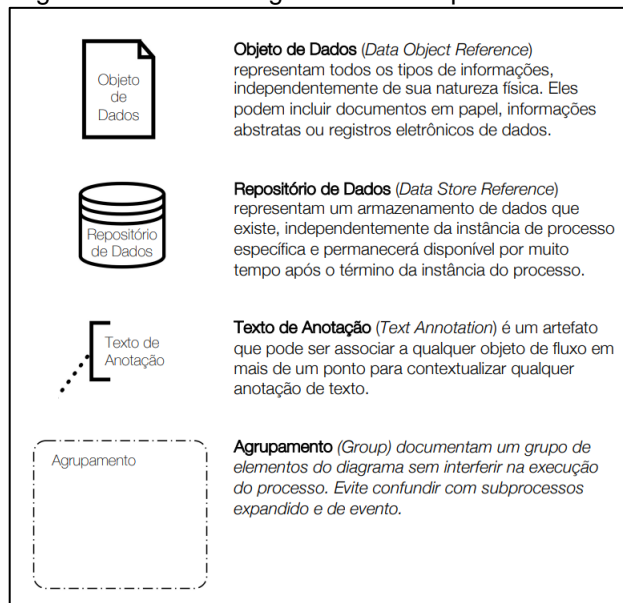 Objeto
de
Dados
Objeto de Dados (Data Object Reference)
representam todos os tipos de informações,
independentemente de sua natureza física. Eles
podem incluir documentos em papel, informações
abstratas ou registros eletrônicos de dados.
Repositório
de Dados
Repositório de Dados (Data Store Reference)
representam um armazenamento de dados que
existe, independentemente da instância de processo
específica e permanecerá disponível por muito
tempo após o término da instância do processo.
Texto de
Anotação
Texto de Anotação (Text Annotation) é um artefato
que pode ser associar a qualquer objeto de fluxo em
mais de um ponto para contextualizar qualquer
anotação de texto.
Agrupamento
Agrupamento (Group) documentam um grupo de
elementos do diagrama sem interferir na execução
do processo. Evite confundir com subprocessos
expandido e de evento.